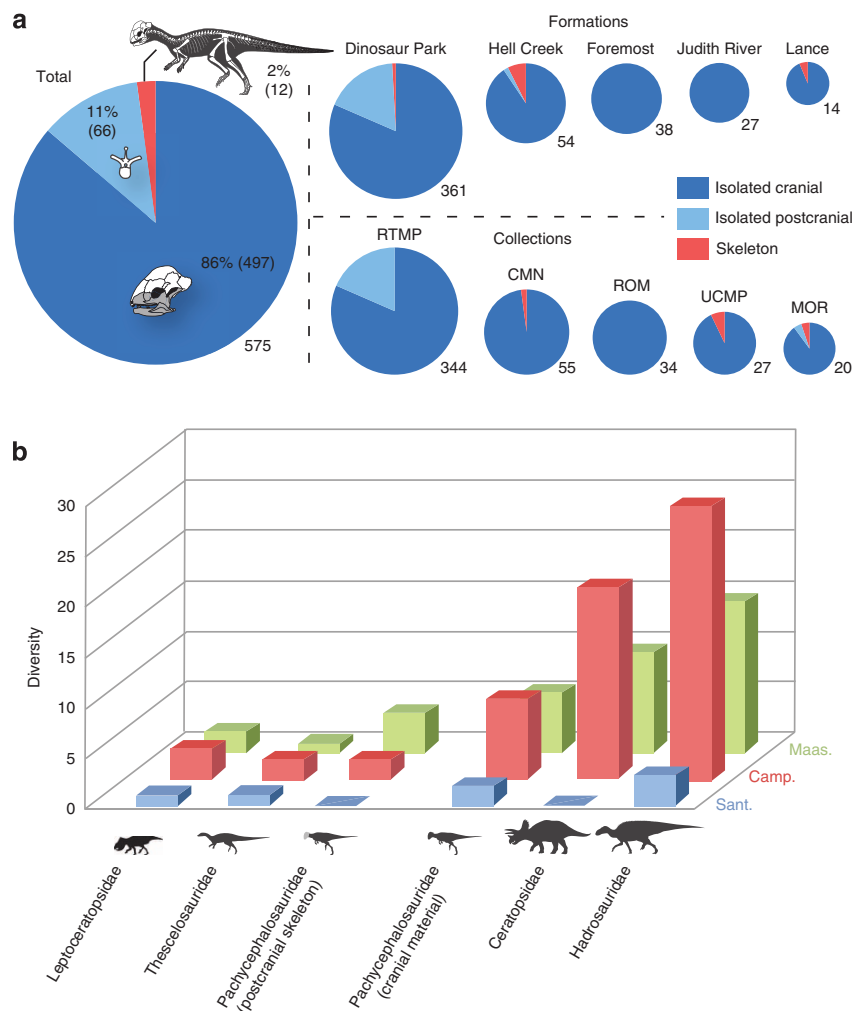 a
Total
2%
(12)
11%
(66)
86% (497)
575
Formations
Dinosaur Park
Hell Creek
Foremost
Judith River
Lance
361
54
38
27
14
Isolated cranial
Isolated postcranial
Skeleton
Collections
RTMP
CMN
ROM
UCMP
MOR
344
55
34
27
20
b
Diversity
30
25
20
15
10
5
0
Maas.
Camp.
Sant.
Leptoceratopsidae
Thescelosauridae
Pachycephalosauridae
(postcranial skeleton)
Pachycephalosauridae
(cranial material)
Ceratopsidae
Hadrosauridae